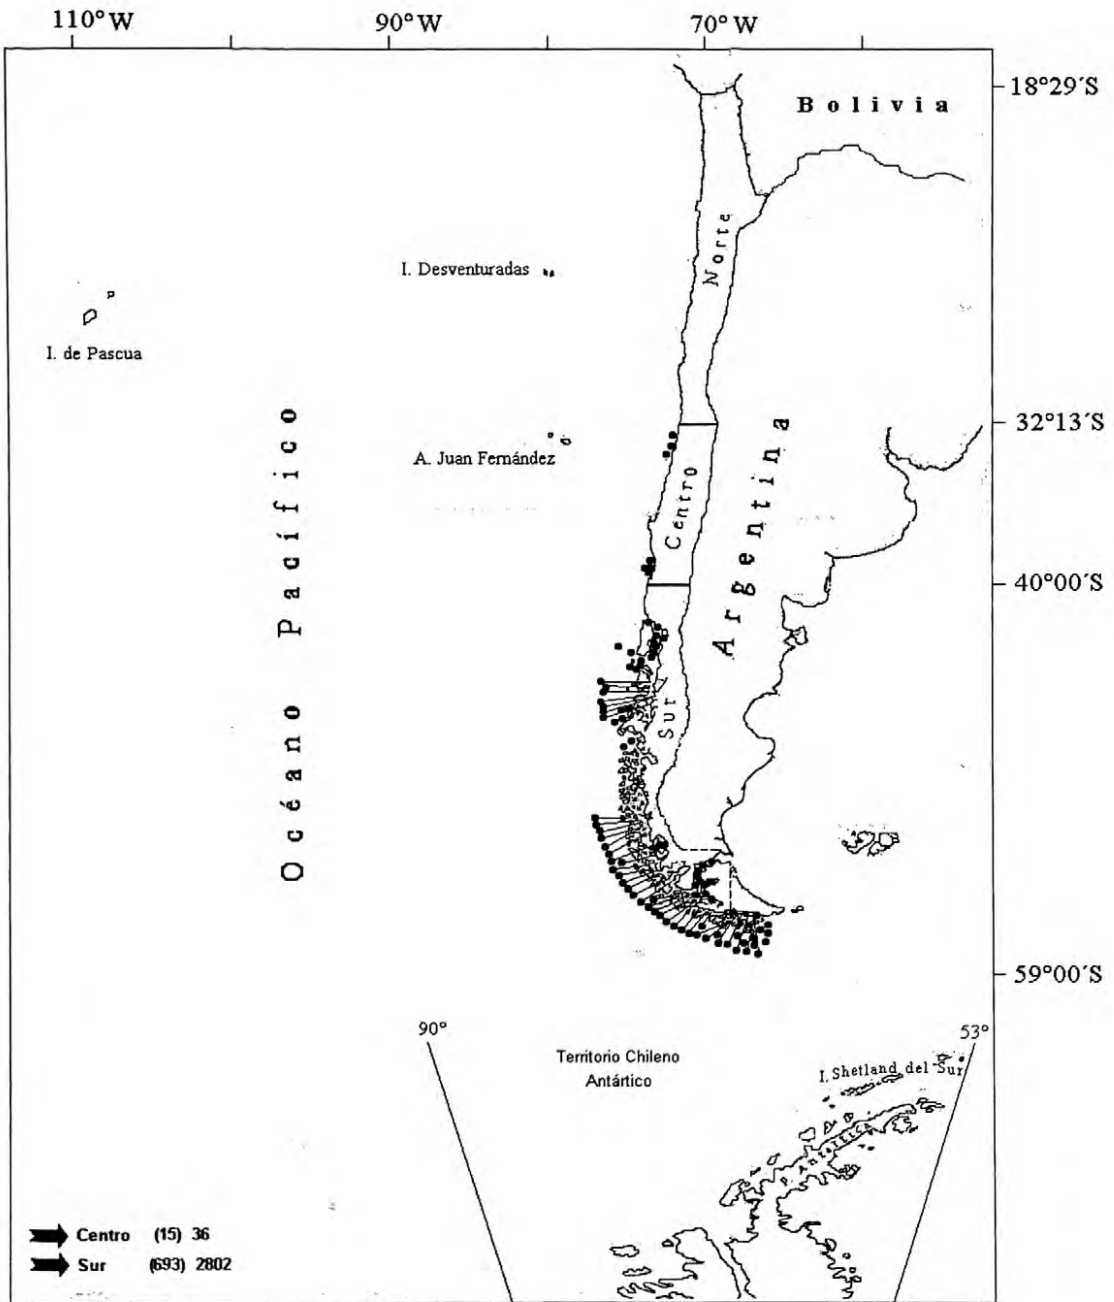 110°W 90°W 70°W
18°29´S
Bolivia
Norte
I. Desventuradas
I. de Pascua
32°13´S
A. Juan Fernández
Centro
Argentina
Océano Pacífico
40°00´S
Sur
59°00´S
90° 53°
Territorio Chileno
Antártico
I. Shetland del Sur
Centro (15) 36
Sur (693) 2802